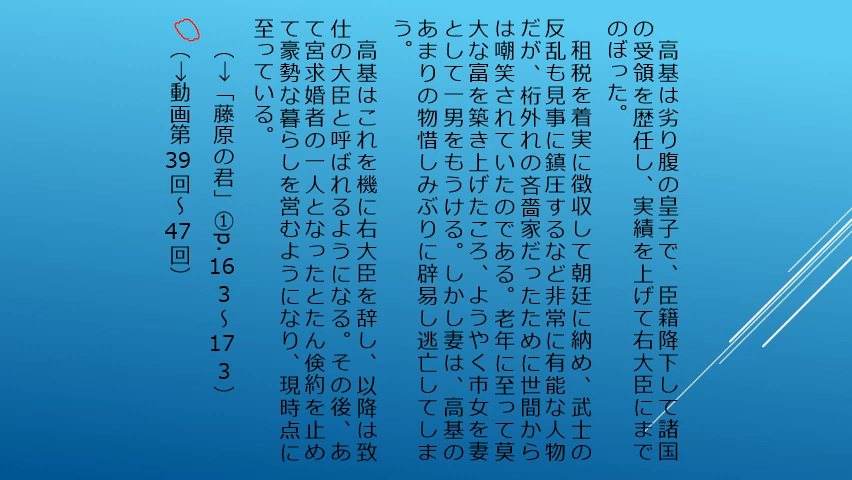 高基は劣り腹の皇子で、臣籍降下して諸国
の受領を歴任し、実績を上げて右大臣にまで
のぼった。
租税を着実に徴収して朝廷に納め、武士の
反乱も見事に鎮圧するなど非常に有能な人物
だが、桁外れの吝嗇家だったために世間から
は嘲笑されていたのである。老年に至って莫
大な富を築き上げたころ、ようやく市女を妻
として一男をもうける。しかし妻は、高基の
あまりの物惜しみぶりに辟易し逃亡してしま
う。
高基はこれを機に右大臣を辞し、以降は致
仕の大臣と呼ばれるようになる。その後、あ
て宮求婚者の一人となったとたん倹約を止め
て豪勢な暮らしを営むようになり、現時点に
至っている。
（→「藤原の君」①p.163～173）
（→動画第39回～47回）